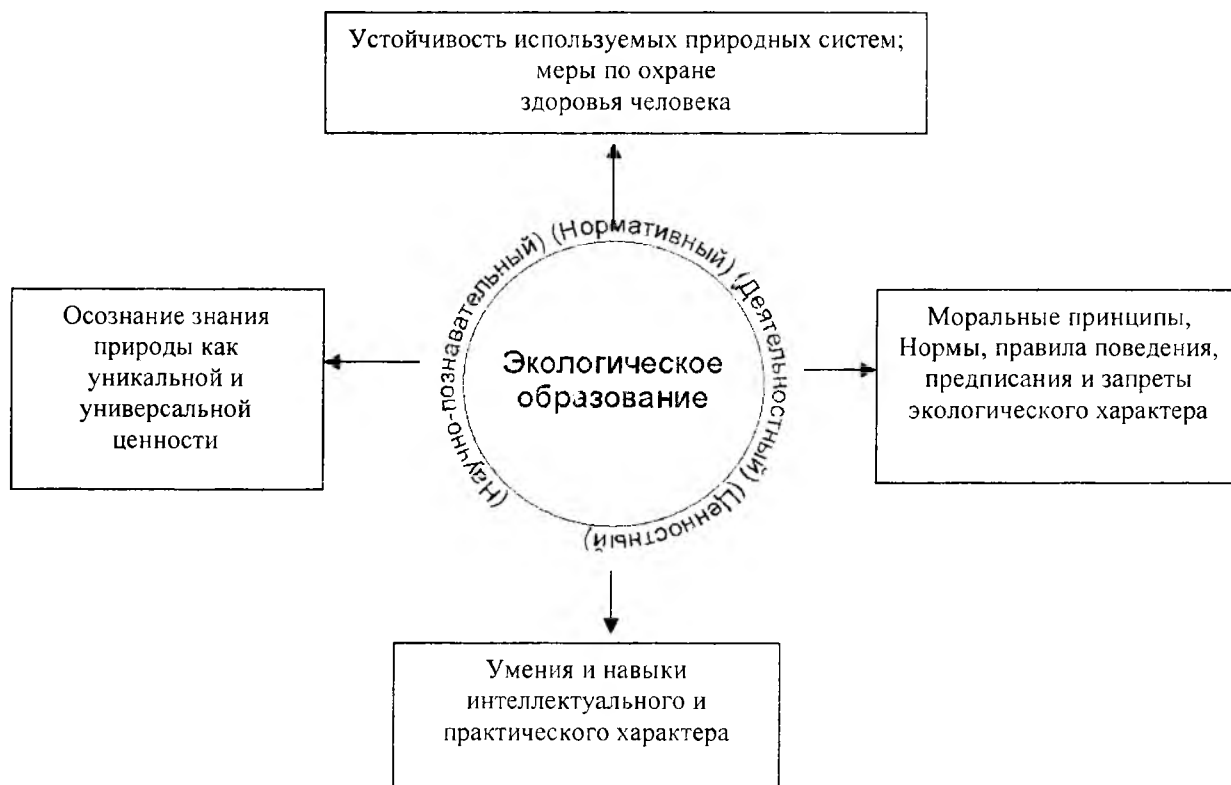 Устойчивость используемых природных систем;
меры по охране
здоровья человека
(Научно-познавательный) (Нормативный) (Деятельностный) (Ценностный)
Осознание знания
природы как
уникальной и
универсальной
ценности
Экологическое
образование
Моральные принципы,
Нормы, правила поведения,
предписания и запреты
экологического характера
Умения и навыки
интеллектуального и
практического характера